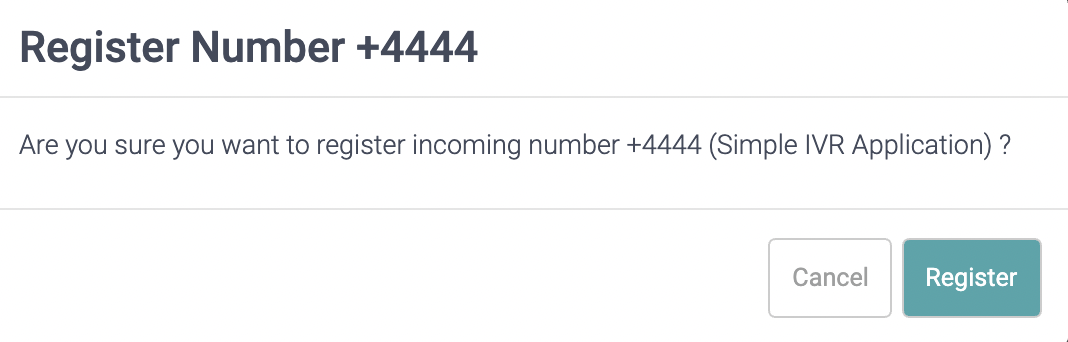 Register Number +4444
Are you sure you want to register incoming number +4444 (Simple IVR Application) ?
Cancel
Register